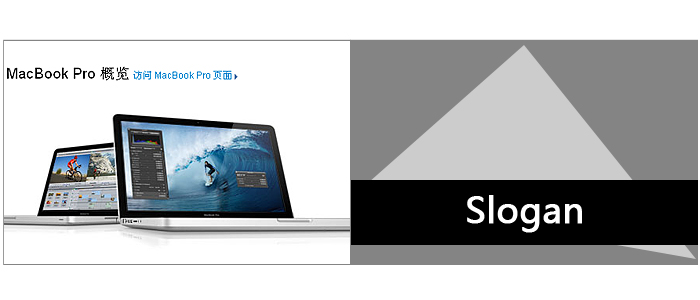 MacBook Pro 概览 访问 MacBook Pro 页面
Slogan